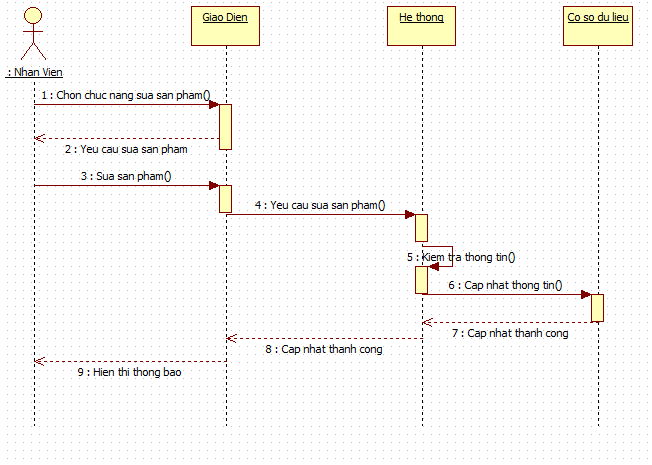 Giao Dien
He thong
Co so du lieu
: Nhan Vien
1 : Chon chuc nang sua san pham()
2 : Yeu cau sua san pham
3 : Sua san pham()
4 : Yeu cau sua san pham()
5 : Kiem tra thong tin()
6 : Cap nhat thong tin()
7 : Cap nhat thanh cong
8 : Cap nhat thanh cong
9 : Hien thi thong bao